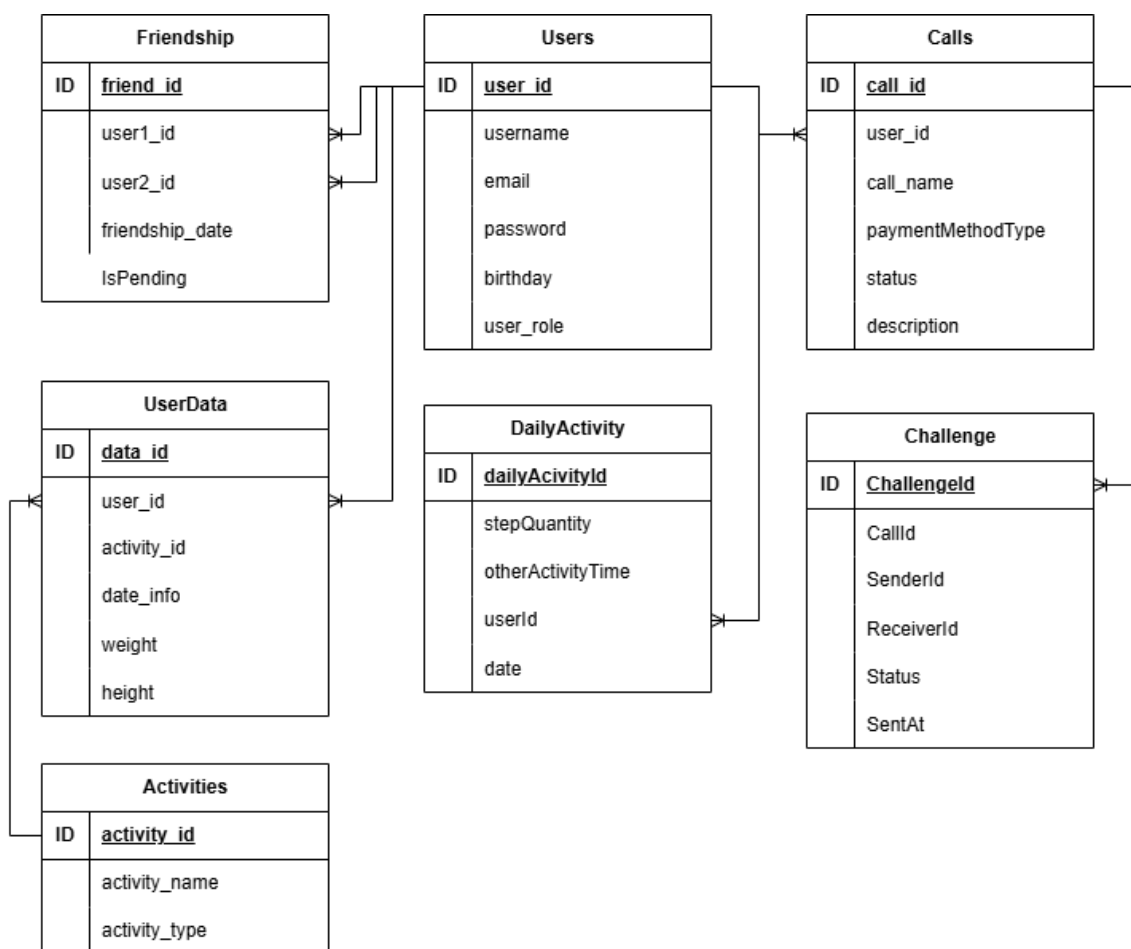 Friendship
ID friend_id
user1_id
user2_id
friendship_date
IsPending
Users
ID user_id
username
email
password
birthday
user_role
Calls
ID call_id
user_id
call_name
paymentMethodType
status
description
UserData
ID data_id
user_id
activity_id
date_info
weight
height
DailyActivity
ID dailyAcivityId
stepQuantity
otherActivityTime
userId
date
Challenge
ID ChallengeId
CallId
SenderId
ReceiverId
Status
SentAt
Activities
ID activity_id
activity_name
activity_type